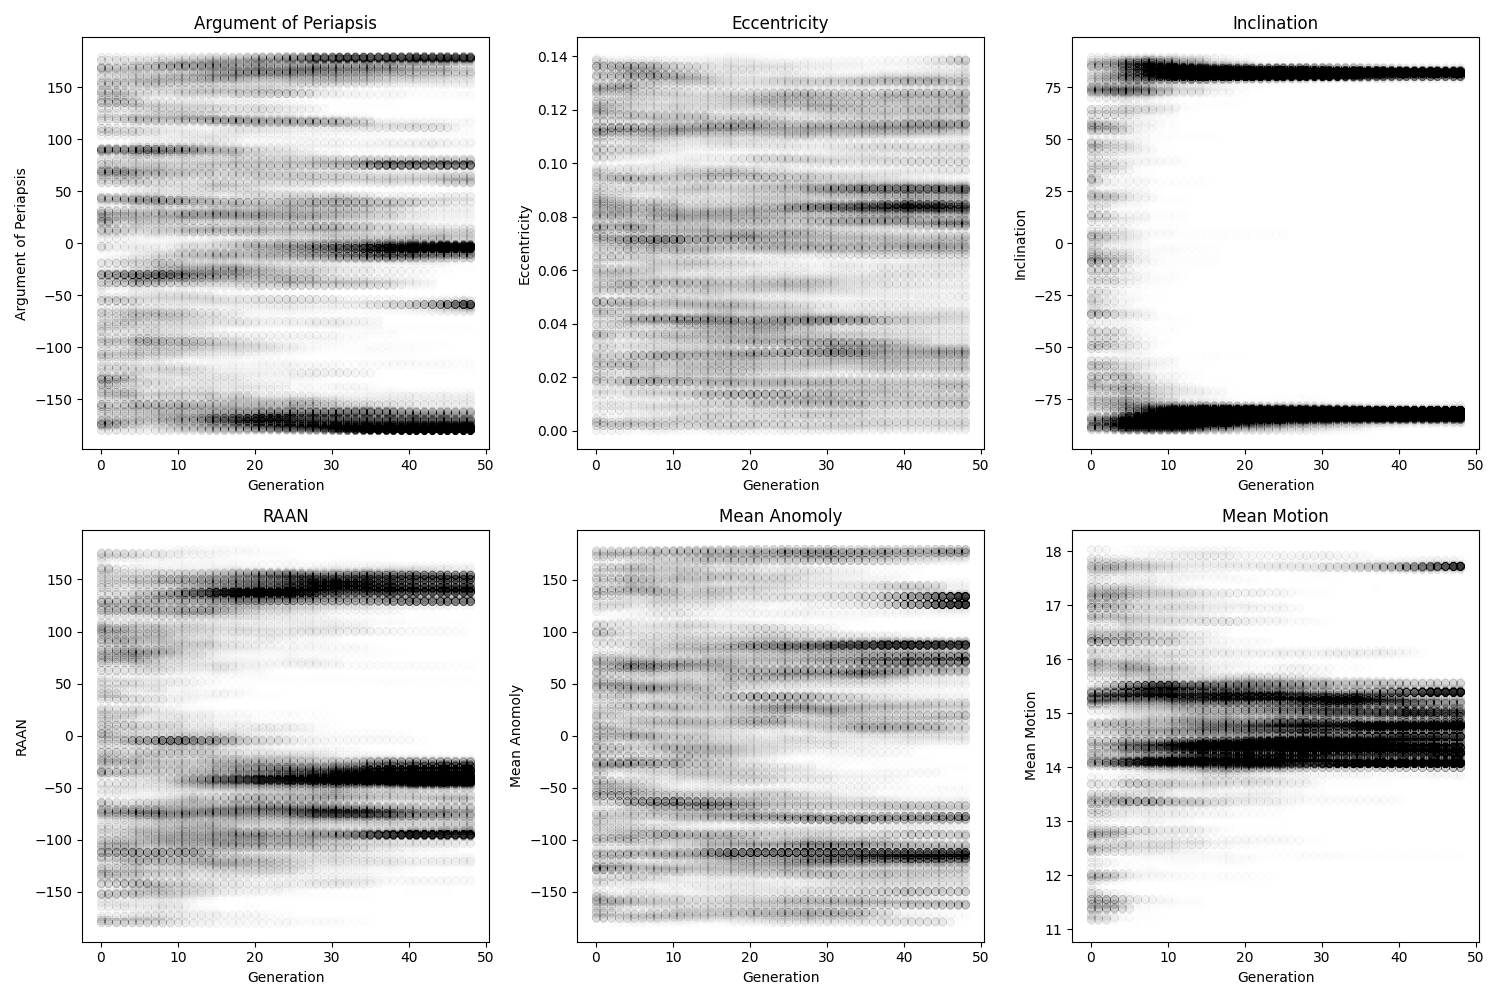 Argument of Periapsis
Argument of Periapsis
150
100
50
0
−50
−100
−150
0 10 20 30 40 50
Generation
Eccentricity
Eccentricity
0.14
0.12
0.10
0.08
0.06
0.04
0.02
0.00
0 10 20 30 40 50
Generation
Inclination
Inclination
75
50
25
0
−25
−50
−75
0 10 20 30 40 50
Generation
RAAN
RAAN
150
100
50
0
−50
−100
−150
0 10 20 30 40 50
Generation
Mean Anomoly
Mean Anomoly
150
100
50
0
−50
−100
−150
0 10 20 30 40 50
Generation
Mean Motion
Mean Motion
18
17
16
15
14
13
12
11
0 10 20 30 40 50
Generation